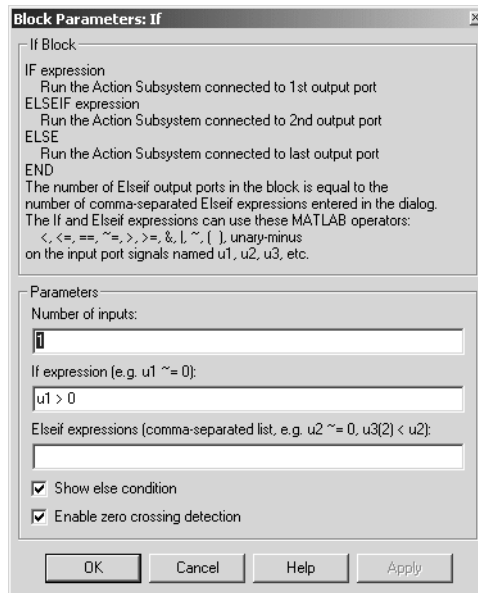 Block Parameters: If
If Block
IF expression
Run the Action Subsystem connected to 1st output port
ELSEIF expression
Run the Action Subsystem connected to 2nd output port
ELSE
Run the Action Subsystem connected to last output port
END
The number of Elseif output ports in the block is equal to the
number of comma-separated Elseif expressions entered in the dialog.
The If and Elseif expressions can use these MATLAB operators:
<, <=, ==, ~=, >, >=, &, |, ~, ( ), unary-minus
on the input port signals named u1, u2, u3, etc.
Parameters
Number of inputs:
1
If expression (e.g. u1 ~= 0):
u1 > 0
Elseif expressions (comma-separated list, e.g. u2 ~= 0, u3(2) < u2):
Show else condition
Enable zero crossing detection
OK Cancel Help Apply